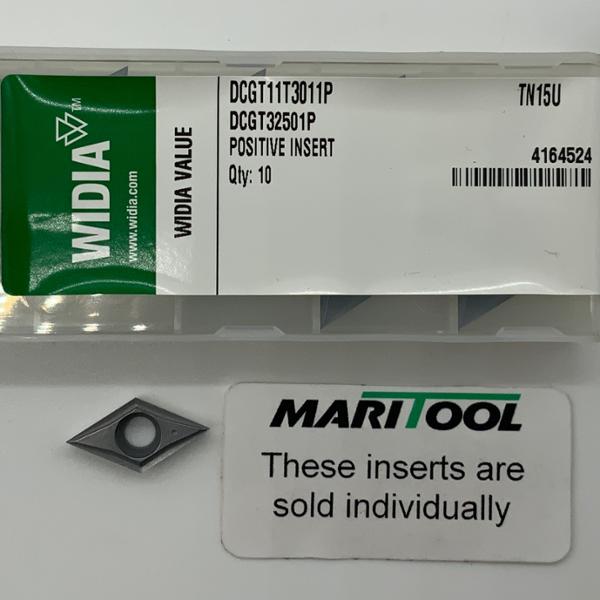 WIDIA™
www.widia.com
WIDIA VALUE
DCGT11T3011P
TN15U
DCGT32501P
POSITIVE INSERT
4164524
Qty: 10
MARITOOL
These inserts are
sold individually